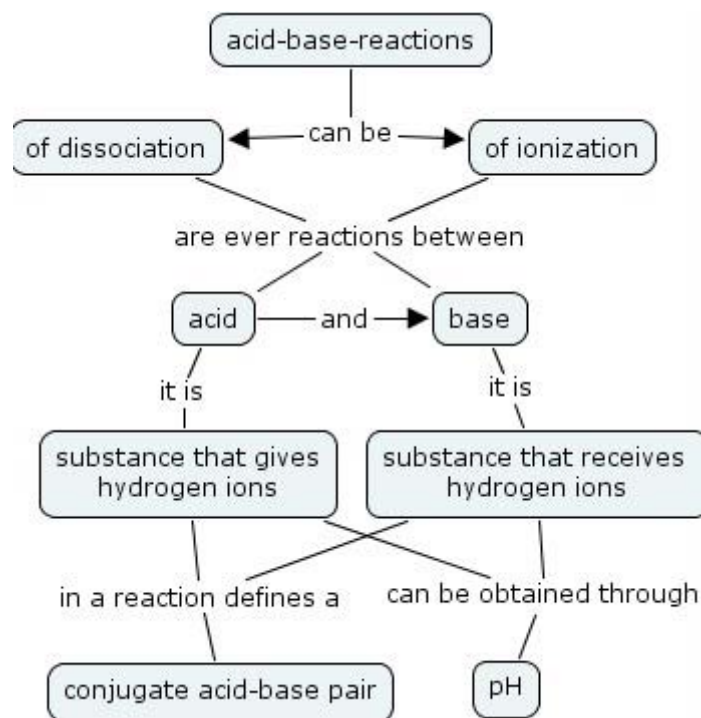 acid-base-reactions
can be
of dissociation
of ionization
are ever reactions between
acid
and
base
it is
it is
substance that gives
hydrogen ions
substance that receives
hydrogen ions
in a reaction defines a
can be obtained through
conjugate acid-base pair
pH